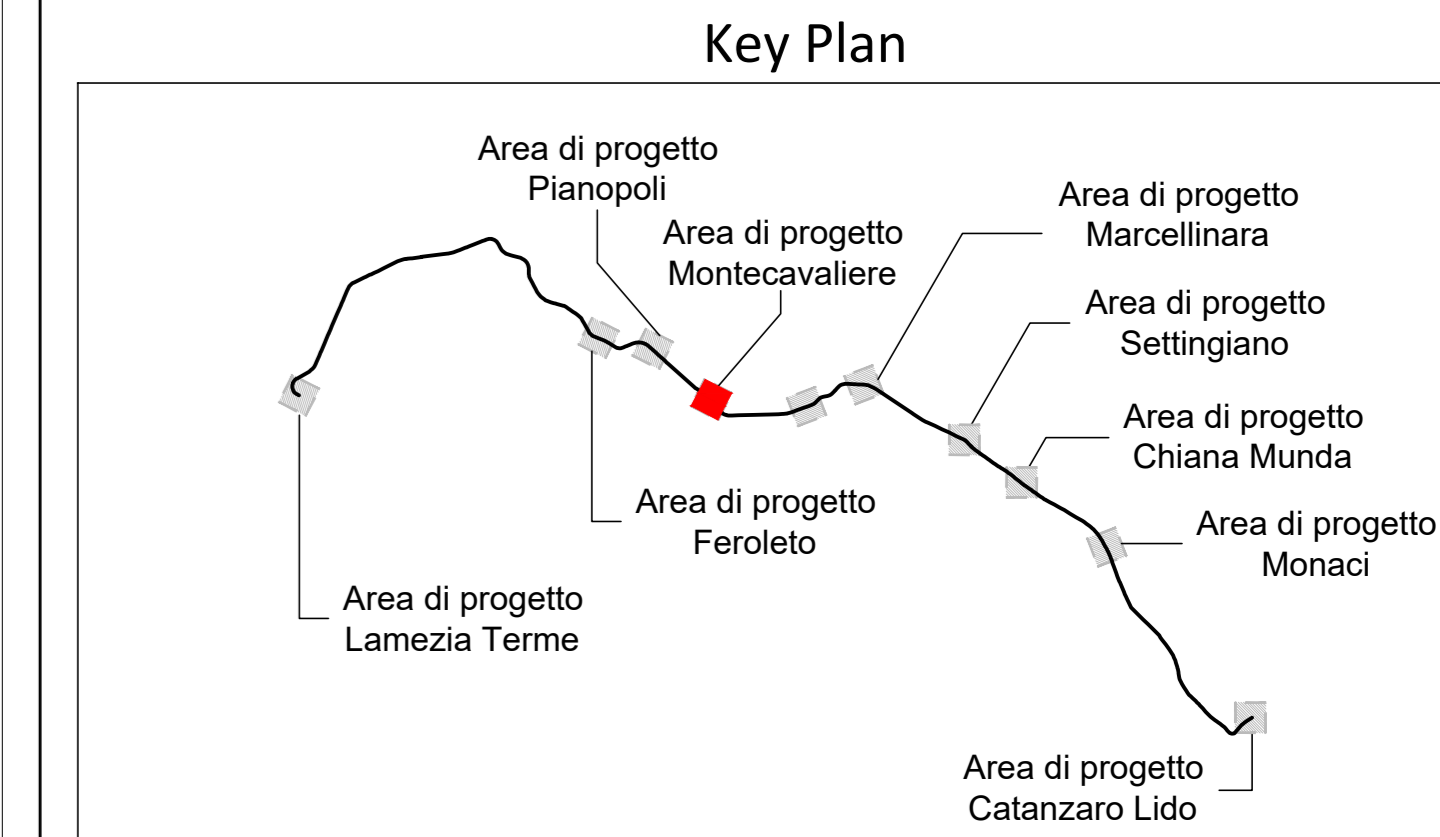 Key Plan
Area di progetto
Pianopoli
Area di progetto
Montecavaliere
Area di progetto
Marcellinara
Area di progetto
Settingiano
Area di progetto
Chiana Munda
Area di progetto
Feroleto
Area di progetto
Monaci
Area di progetto
Lamezia Terme
Area di progetto
Catanzaro Lido